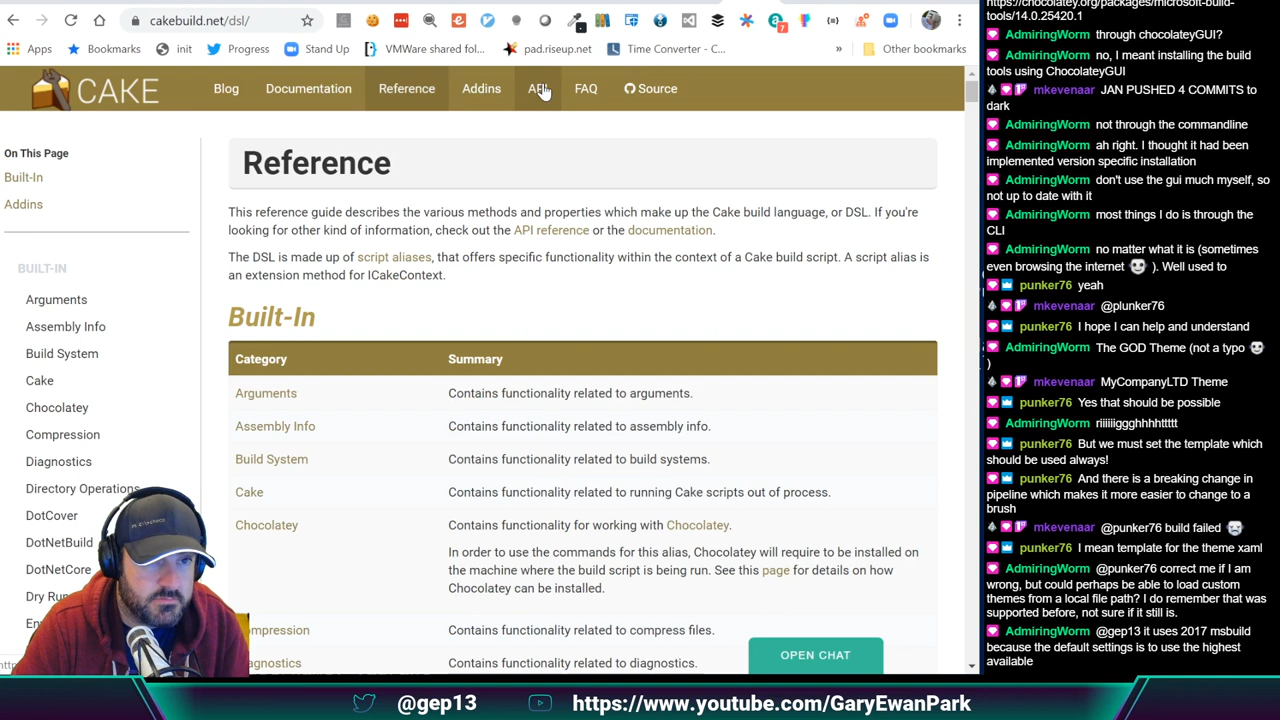 cakebuild.net/dsl/
Apps
Bookmarks
init
Progress
Stand Up
VMWare shared fol...
pad.riseup.net
Time Converter - C...
»
Other bookmarks
CAKE
Blog
Documentation
Reference
Addins
API
FAQ
Source
On This Page
Built-In
Addins
BUILT-IN
Arguments
Assembly Info
Build System
Cake
Chocolatey
Compression
Diagnostics
Directory Operations
DotCover
DotNetBuild
DotNetCore
Dry Run
Reference
This reference guide describes the various methods and properties which make up the Cake build language, or DSL. If you're
looking for other kind of information, check out the API reference or the documentation.
The DSL is made up of script aliases, that offers specific functionality within the context of a Cake build script. A script alias is
an extension method for ICakeContext.
Built-In
Category Summary
Arguments Contains functionality related to arguments.
Assembly Info Contains functionality related to assembly info.
Build System Contains functionality related to build systems.
Cake Contains functionality related to running Cake scripts out of process.
Chocolatey Contains functionality for working with Chocolatey.
In order to use the commands for this alias, Chocolatey will require to be installed on
the machine where the build script is being run. See this page for details on how
Chocolatey can be installed.
ompression Contains functionality related to compress files.
agnostics Contains functionality related to diagnostics.
OPEN CHAT
https://chocolatey.org/packages/microsoft-build-
tools/14.0.25420.1
AdmiringWorm through chocolateyGUI?
AdmiringWorm no, I meant installing the build
tools using ChocolateyGUI
mkevenaar JAN PUSHED 4 COMMITS to
dark
AdmiringWorm not through the commandline
AdmiringWorm ah right. I thought it had been
implemented version specific installation
AdmiringWorm don't use the gui much myself, so
not up to date with it
AdmiringWorm most things I do is through the
CLI
AdmiringWorm no matter what it is (sometimes
even browsing the internet ). Well used to
punker76 yeah
mkevenaar @plunker76
punker76 I hope I can help and understand
AdmiringWorm The GOD Theme (not a typo
)
mkevenaar MyCompanyLTD Theme
punker76 Yes that should be possible
AdmiringWorm riiiiiiggghhhhttttt
punker76 But we must set the template which
should be used always!
punker76 And there is a breaking change in
pipeline which makes it more easier to change to a
brush
mkevenaar @punker76 build failed
punker76 I mean template for the theme xaml
AdmiringWorm @punker76 correct me if I am
wrong, but could perhaps be able to load custom
themes from a local file path? I do remember that was
supported before, not sure if it still is.
AdmiringWorm @gep13 it uses 2017 msbuild
because the default settings is to use the highest
available
@gep13
https://www.youtube.com/GaryEwanPark